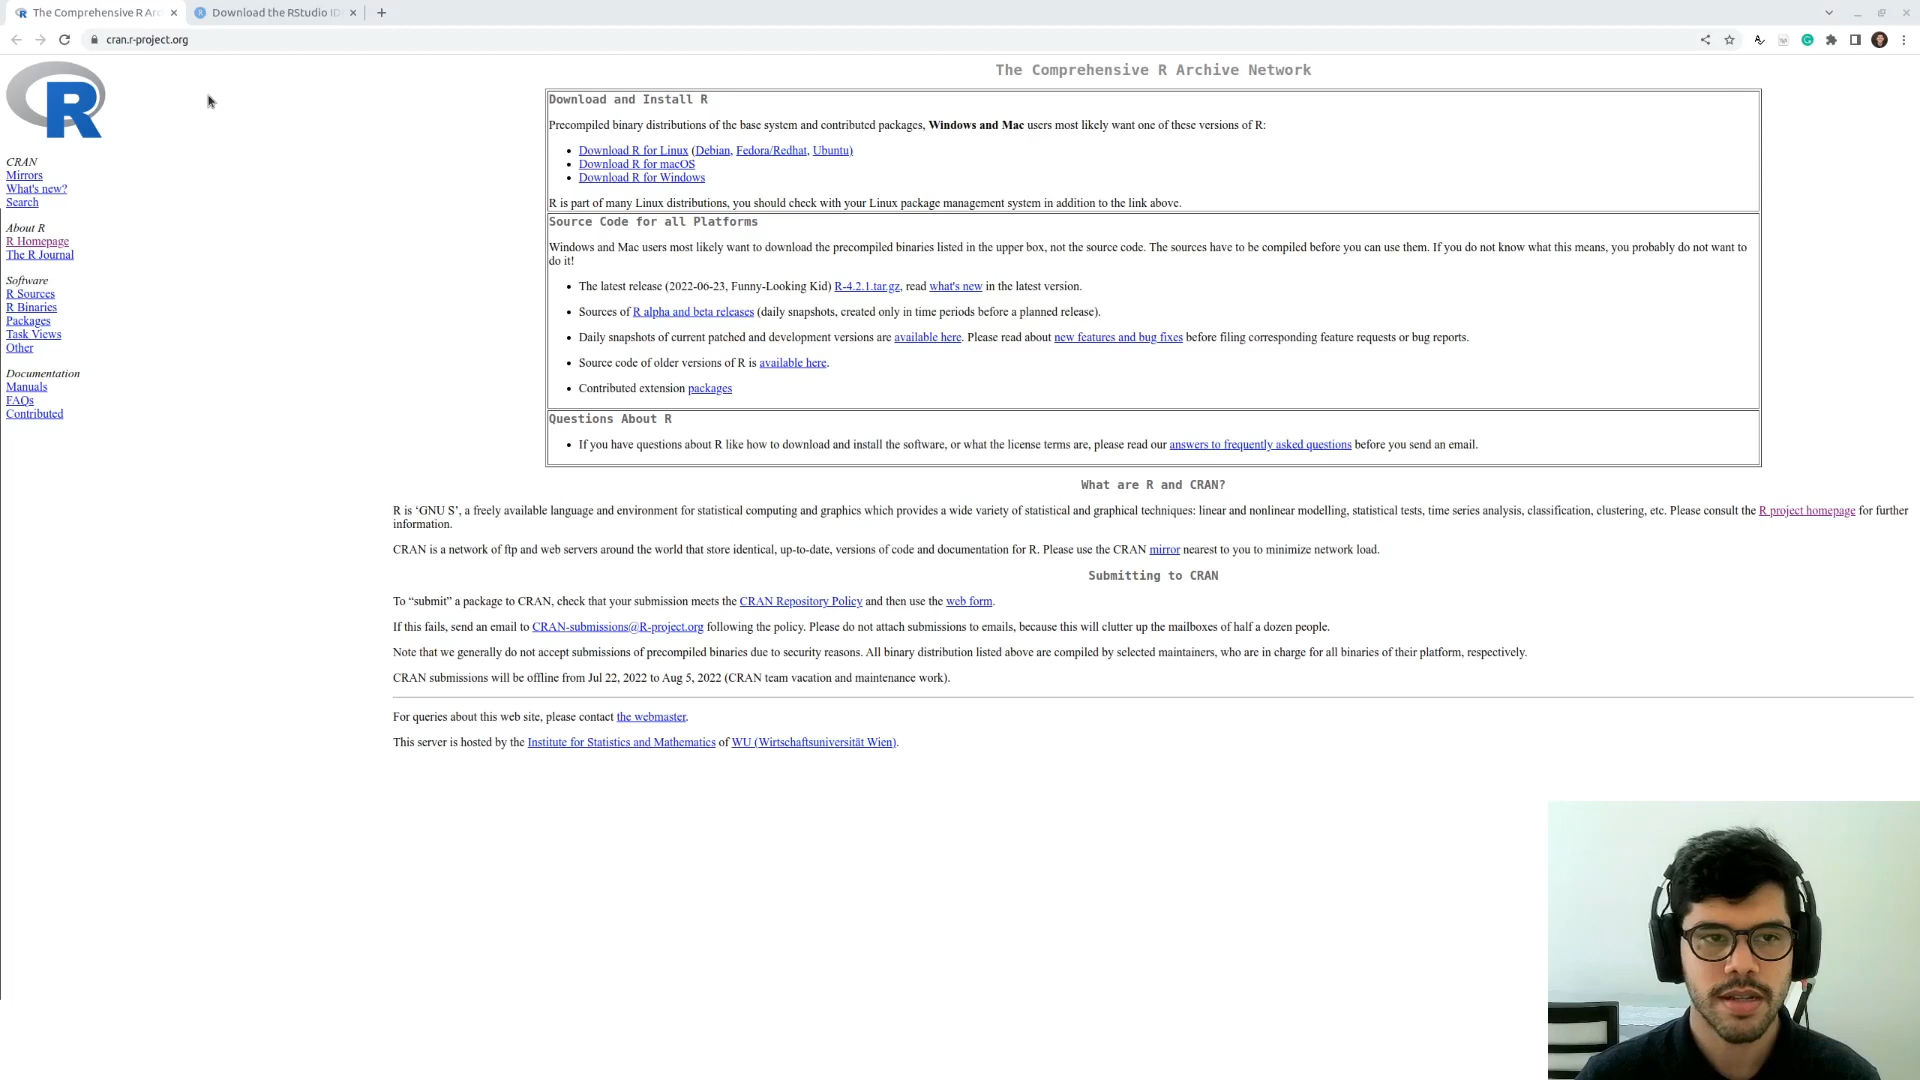 The Comprehensive R Arc
Download the RStudio ID
cran.r-project.org
R
CRAN
Mirrors
What's new?
Search
About R
R Homepage
The R Journal
Software
R Sources
R Binaries
Packages
Task Views
Other
Documentation
Manuals
FAQs
Contributed
The Comprehensive R Archive Network
Download and Install R
Precompiled binary distributions of the base system and contributed packages, Windows and Mac users most likely want one of these versions of R:
Download R for Linux (Debian, Fedora/Redhat, Ubuntu)
Download R for macOS
Download R for Windows
R is part of many Linux distributions, you should check with your Linux package management system in addition to the link above.
Source Code for all Platforms
Windows and Mac users most likely want to download the precompiled binaries listed in the upper box, not the source code. The sources have to be compiled before you can use them. If you do not know what this means, you probably do not want to
do it!
The latest release (2022-06-23, Funny-Looking Kid) R-4.2.1.tar.gz, read what's new in the latest version.
Sources of R alpha and beta releases (daily snapshots, created only in time periods before a planned release).
Daily snapshots of current patched and development versions are available here. Please read about new features and bug fixes before filing corresponding feature requests or bug reports.
Source code of older versions of R is available here.
Contributed extension packages
Questions About R
If you have questions about R like how to download and install the software, or what the license terms are, please read our answers to frequently asked questions before you send an email.
What are R and CRAN?
R is ‘GNU S’, a freely available language and environment for statistical computing and graphics which provides a wide variety of statistical and graphical techniques: linear and nonlinear modelling, statistical tests, time series analysis, classification, clustering, etc. Please consult the R project homepage for further
information.
CRAN is a network of ftp and web servers around the world that store identical, up-to-date, versions of code and documentation for R. Please use the CRAN mirror nearest to you to minimize network load.
Submitting to CRAN
To “submit” a package to CRAN, check that your submission meets the CRAN Repository Policy and then use the web form.
If this fails, send an email to CRAN-submissions@R-project.org following the policy. Please do not attach submissions to emails, because this will clutter up the mailboxes of half a dozen people.
Note that we generally do not accept submissions of precompiled binaries due to security reasons. All binary distribution listed above are compiled by selected maintainers, who are in charge for all binaries of their platform, respectively.
CRAN submissions will be offline from Jul 22, 2022 to Aug 5, 2022 (CRAN team vacation and maintenance work).
For queries about this web site, please contact the webmaster.
This server is hosted by the Institute for Statistics and Mathematics of WU (Wirtschaftsuniversität Wien).